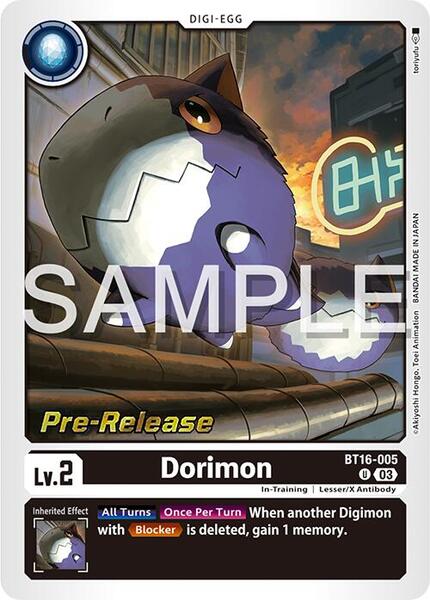 DIGI-EGG
toriyufu
©Akiyoshi Hongo, Toei Animation BANDAI MADE IN JAPAN
SAMPLE
Pre-Release
Lv.2
Dorimon
BT16-005
U 03
In-Training | Lesser/X Antibody
Inherited Effect
All Turns Once Per Turn When another Digimon
with Blocker is deleted, gain 1 memory.